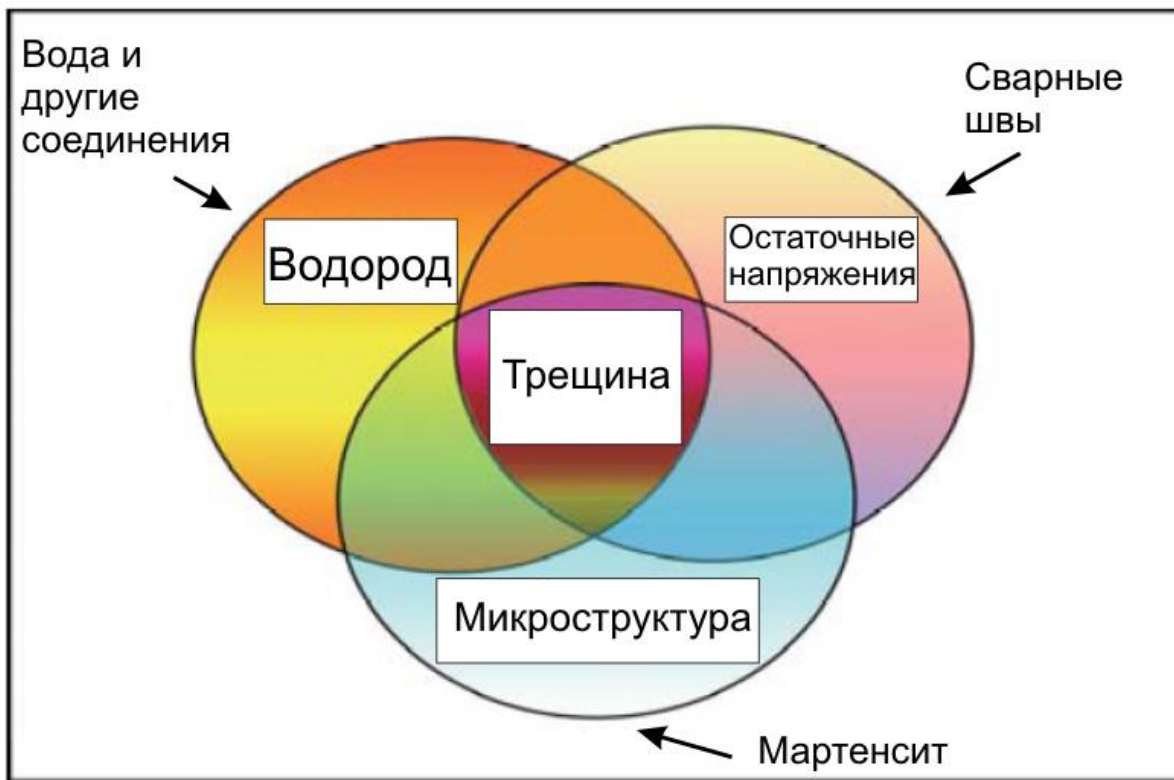 Вода и
другие
соединения
Сварные
швы
Водород
Остаточные
напряжения
Трещина
Микроструктура
Мартенсит